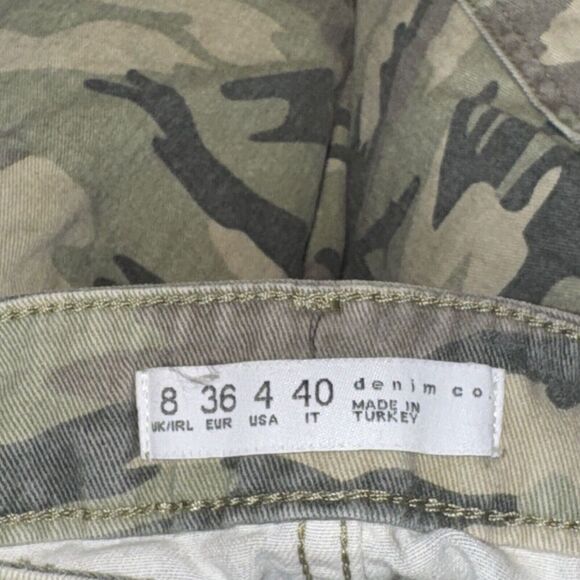 8 36 4 40 denim co.
UK/IRL EUR USA IT MADE IN
TURKEY